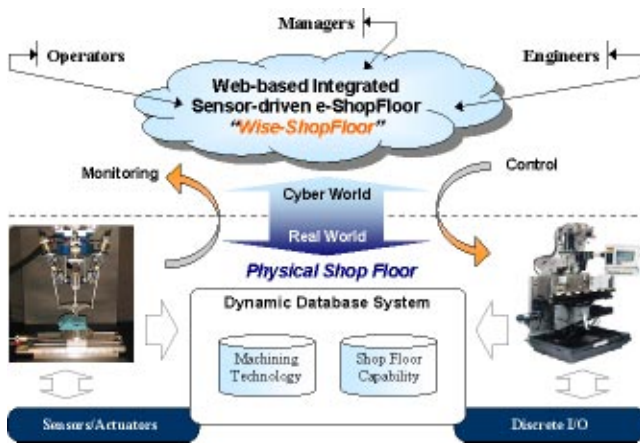 Managers
Operators
Engineers
Web-based Integrated
Sensor-driven e-ShopFloor
“Wise-ShopFloor”
Monitoring
Control
Cyber World
Real World
Physical Shop Floor
Dynamic Database System
Machining
Technology
Shop Floor
Capability
Sensors/Actuators
Discrete I/O